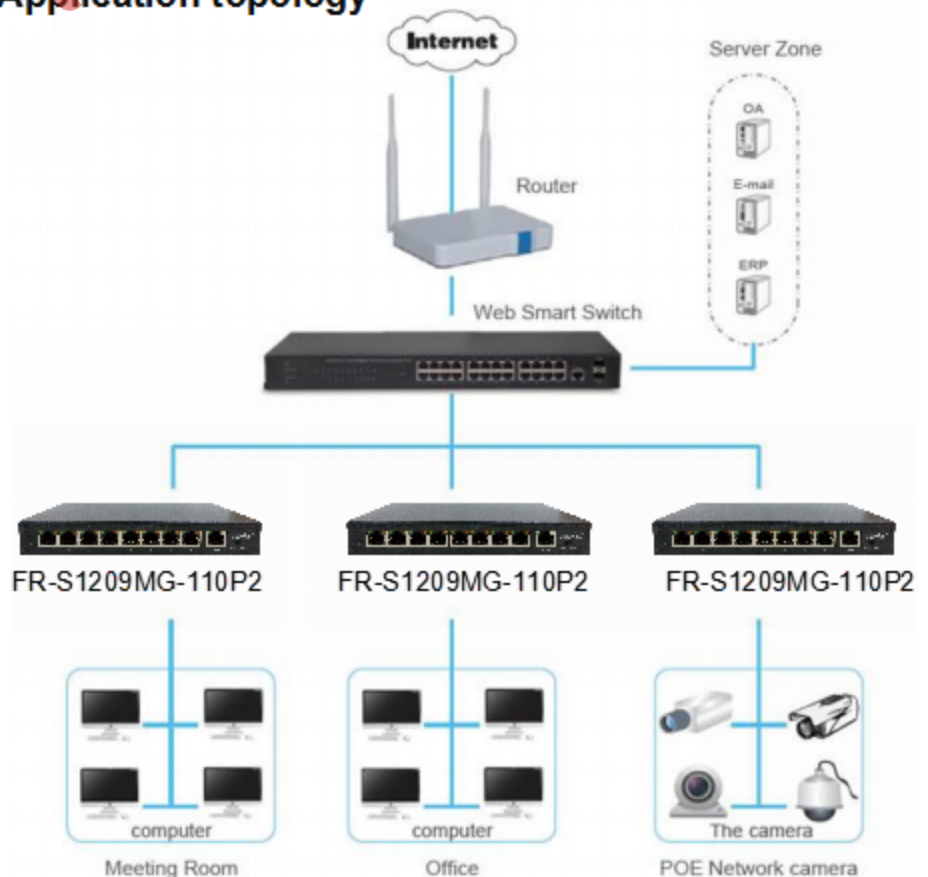 Application topology
Internet
Server Zone
OA
E-mail
ERP
Router
Web Smart Switch
FR-S1209MG-110P2
FR-S1209MG-110P2
FR-S1209MG-110P2
computer
computer
The camera
Meeting Room
Office
POE Network camera